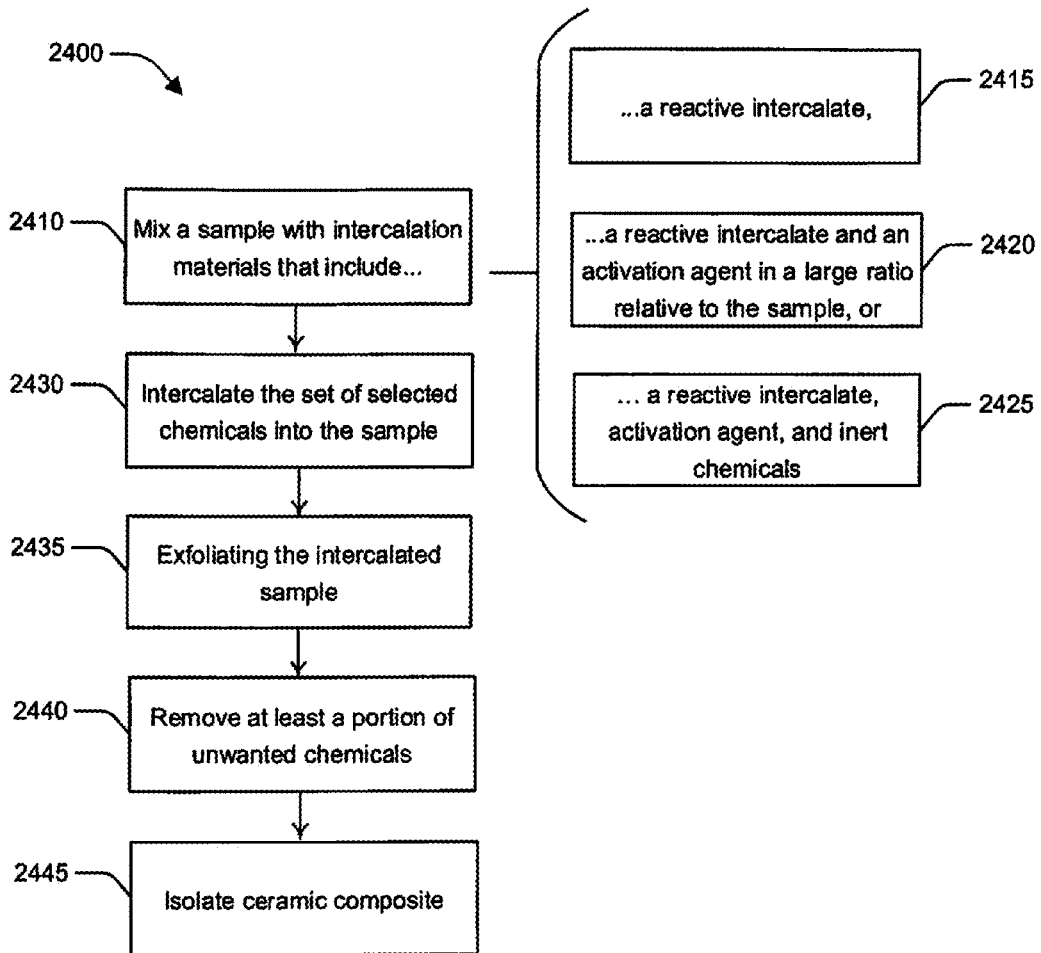 2400
2410
Mix a sample with intercalation
materials that include...
2415
...a reactive intercalate,
2420
...a reactive intercalate and an
activation agent in a large ratio
relative to the sample, or
2425
... a reactive intercalate,
activation agent, and inert
chemicals
2430
Intercalate the set of selected
chemicals into the sample
2435
Exfoliating the intercalated
sample
2440
Remove at least a portion of
unwanted chemicals
2445
Isolate ceramic composite